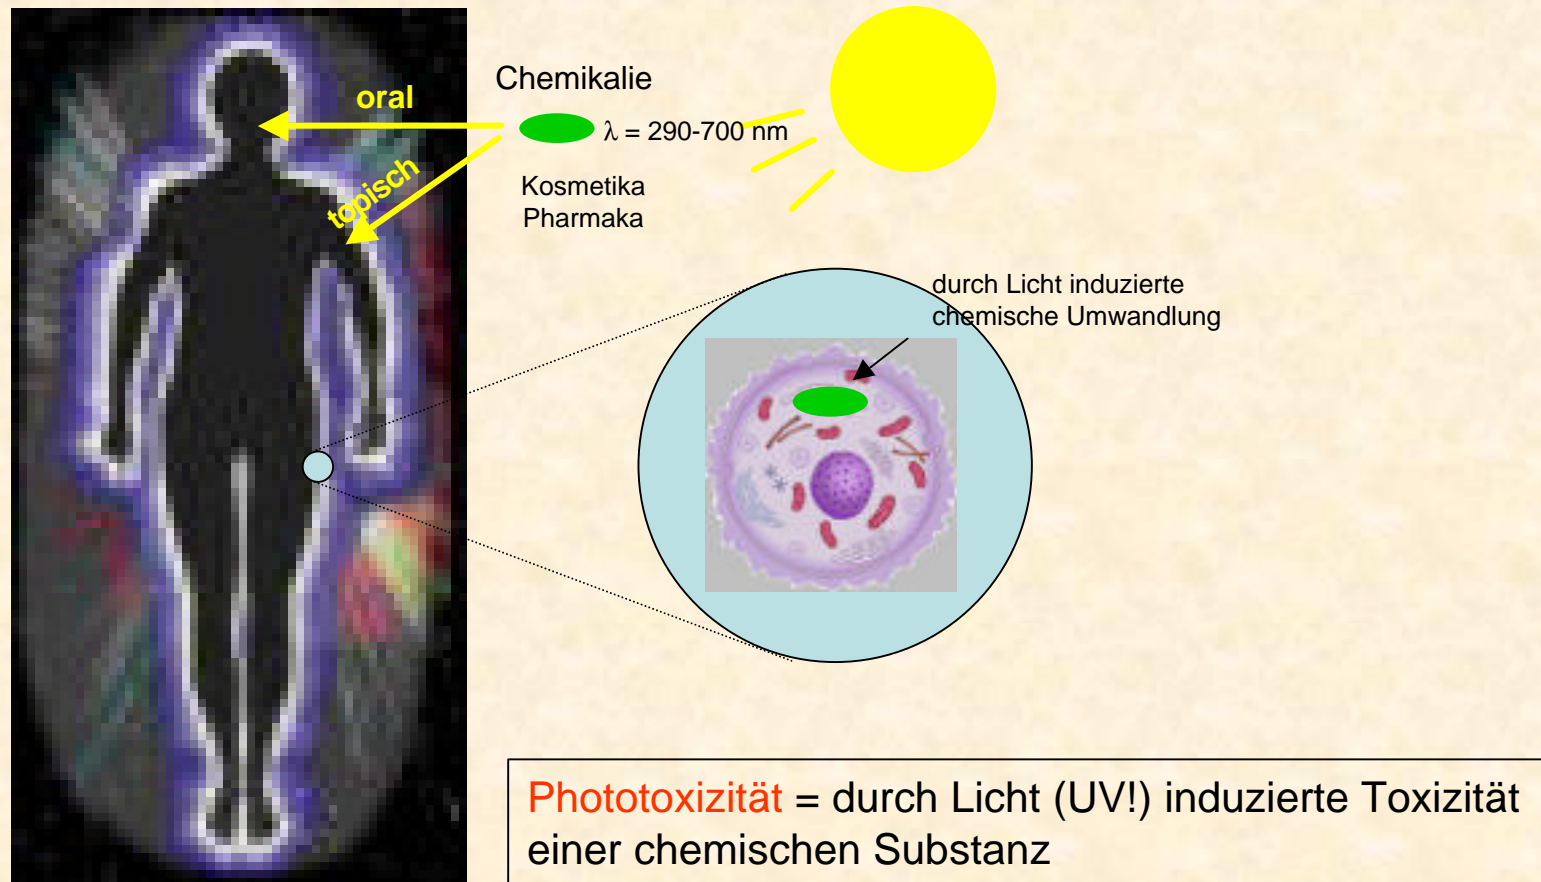 Chemikalie
oral
λ = 290-700 nm
topisch
Kosmetika
Pharmaka
durch Licht induzierte
chemische Umwandlung
Phototoxizität = durch Licht (UV!) induzierte Toxizität
einer chemischen Substanz